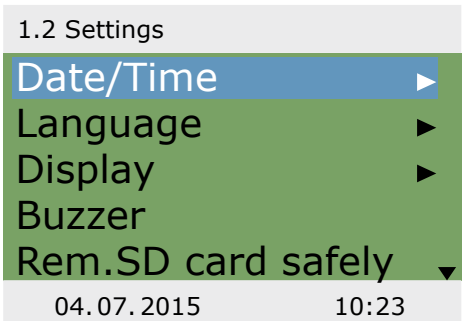 1.2 Settings
Date/Time
Language
Display
Buzzer
Rem.SD card safely
04.07.2015 10:23